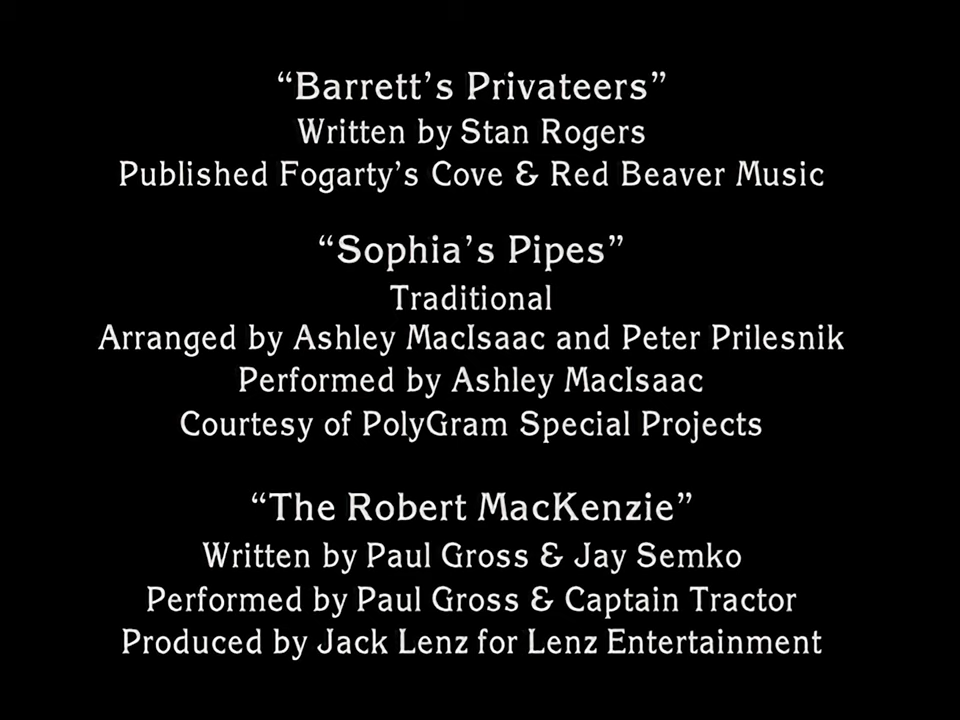 “Barrett’s Privateers”
Written by Stan Rogers
Published Fogarty’s Cove & Red Beaver Music
“Sophia’s Pipes”
Traditional
Arranged by Ashley MacIsaac and Peter Prilesnik
Performed by Ashley MacIsaac
Courtesy of PolyGram Special Projects
“The Robert MacKenzie”
Written by Paul Gross & Jay Semko
Performed by Paul Gross & Captain Tractor
Produced by Jack Lenz for Lenz Entertainment